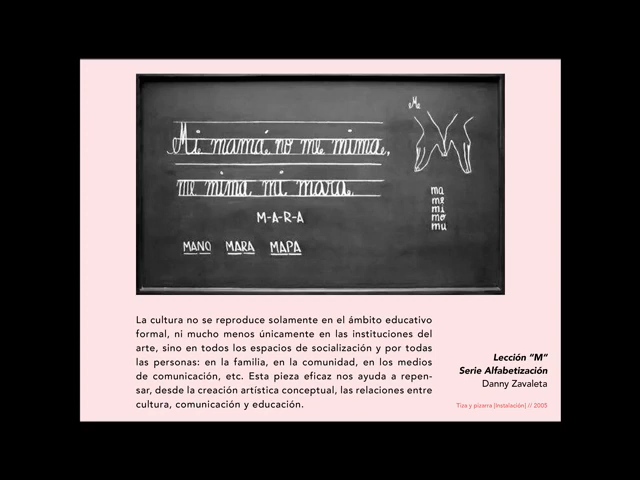 Me
Mi mamá no me mima,
me mima mi mara.
M-A-R-A
MANO MARA MAPA
ma
me
mi
mo
mu
La cultura no se reproduce solamente en el ámbito educativo
formal, ni mucho menos únicamente en las instituciones del
arte, sino en todos los espacios de socialización y por todas
las personas: en la familia, en la comunidad, en los medios
de comunicación, etc. Esta pieza eficaz nos ayuda a repen-
sar, desde la creación artística conceptual, las relaciones entre
cultura, comunicación y educación.
Lección “M”
Serie Alfabetización
Danny Zavaleta
Tiza y pizarra (Instalación) // 2005